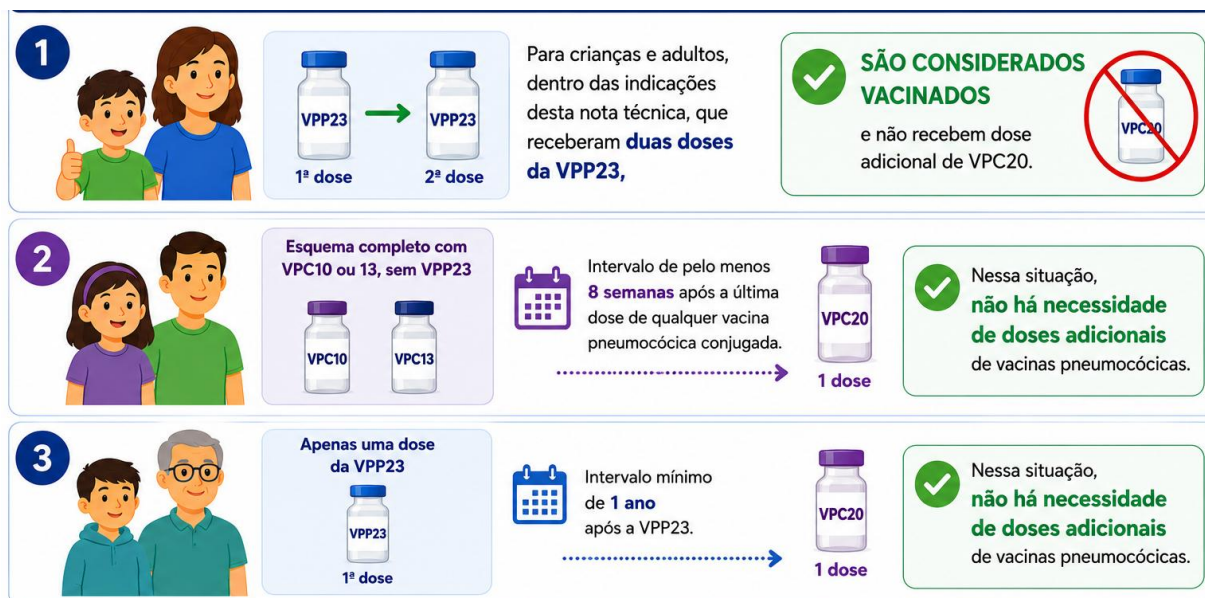 1
VPP23
1ª dose
VPP23
2ª dose
Para crianças e adultos,
dentro das indicações
desta nota técnica, que
receberam duas doses
da VPP23,
SÃO CONSIDERADOS
VACINADOS
e não recebem dose
adicional de VPC20.
VPC20
2
Esquema completo com
VPC10 ou 13, sem VPP23
VPC10
VPC13
Intervalo de pelo menos
8 semanas após a última
dose de qualquer vacina
pneumocócica conjugada.
VPC20
1 dose
Nessa situação,
não há necessidade
de doses adicionais
de vacinas pneumocócicas.
3
Apenas uma dose
da VPP23
VPP23
1ª dose
Intervalo mínimo
de 1 ano
após a VPP23.
VPC20
1 dose
Nessa situação,
não há necessidade
de doses adicionais
de vacinas pneumocócicas.